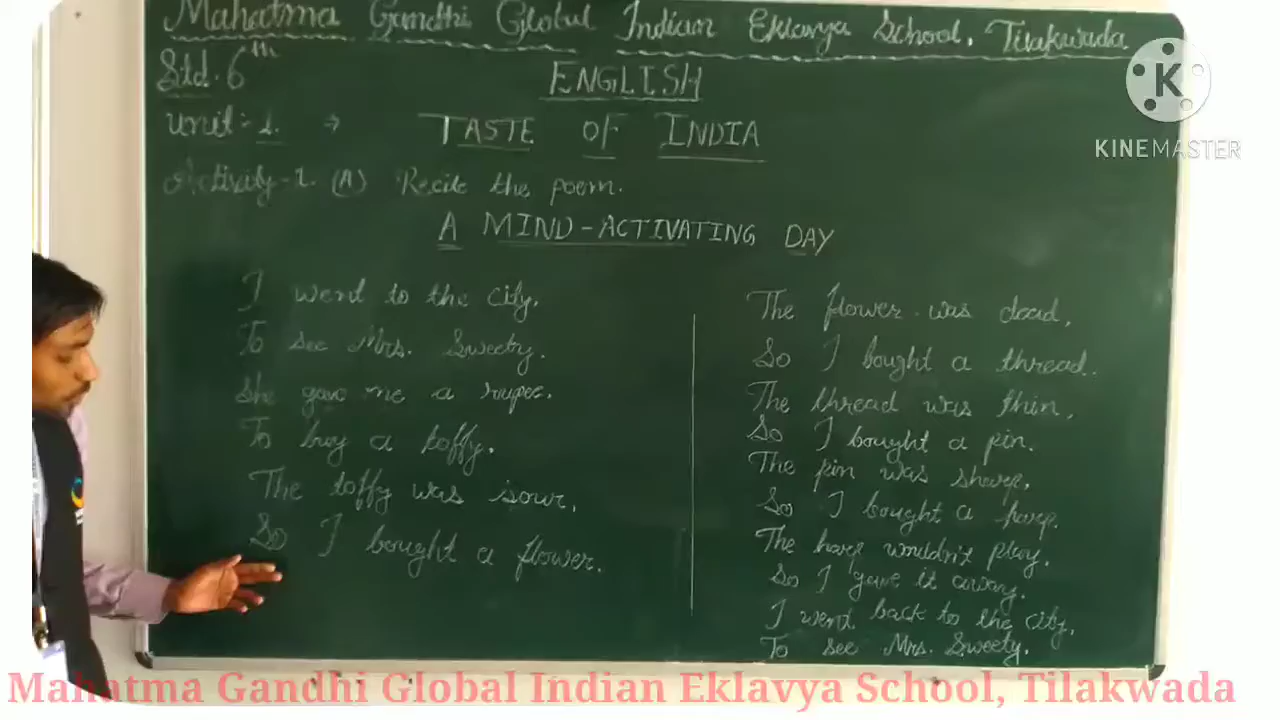 Mahatma Gandhi Global Indian Eklavya School, Tilakwada
Std. 6th
ENGLISH
Unit:- 1. → TASTE OF INDIA
Activity-1. (A) Recite the poem.
A MIND-ACTIVATING DAY
I went to the city,
To see Mrs. Sweety.
She gave me a rupee.
To buy a toffy.
The toffy was sour,
So I bought a flower.
The flower was dead,
So I bought a thread.
The thread was thin,
So I bought a pin.
The pin was sharp,
So I bought a harp.
The harp wouldn't play,
So I gave it away.
I went back to the city,
To see Mrs. Sweety.
K
KINEMASTER
Mahatma Gandhi Global Indian Eklavya School, Tilakwada